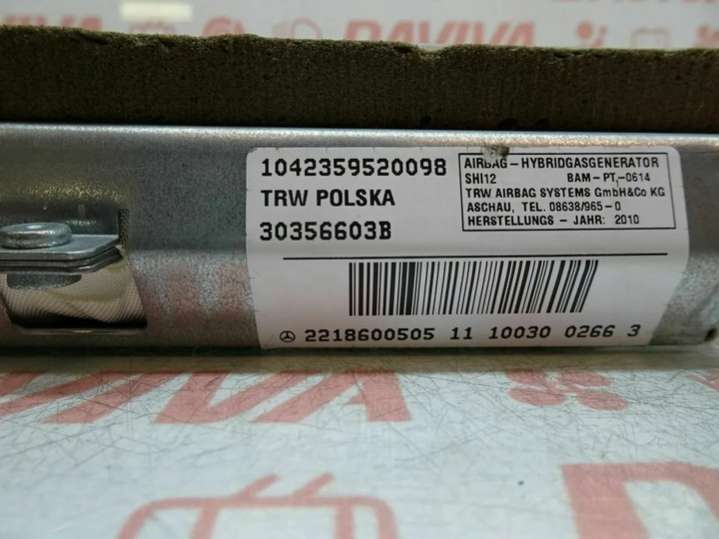 DAVIVA
1042359520098
TRW POLSKA
30356603B
AIRBAG-HYBRIDGASGENERATOR
SHI12 BAM-PT,-0614
TRW AIRBAG SYSTEMS GmbH&Co KG
ASCHAU, TEL. 08638/965-0
HERSTELLUNGS - JAHR: 2010
2218600505 11 10030 0266 3